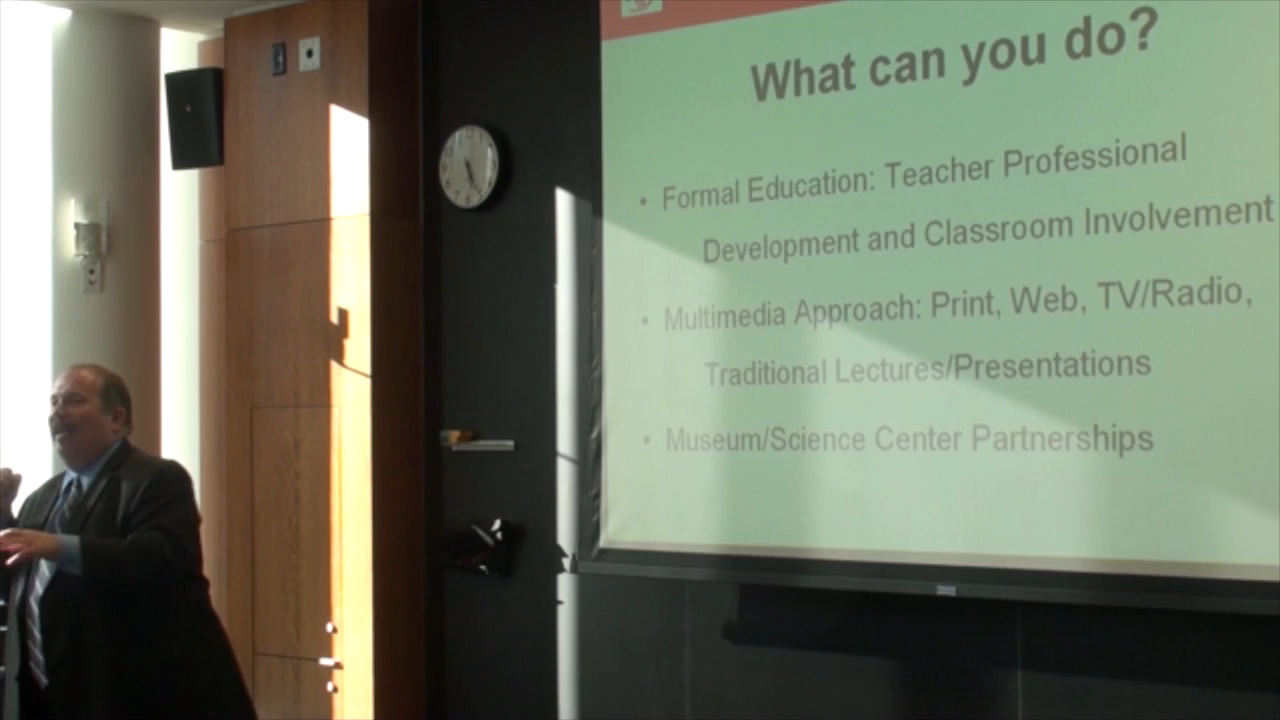 What can you do?
• Formal Education: Teacher Professional
Development and Classroom Involvement
• Multimedia Approach: Print, Web, TV/Radio,
Traditional Lectures/Presentations
• Museum/Science Center Partnerships